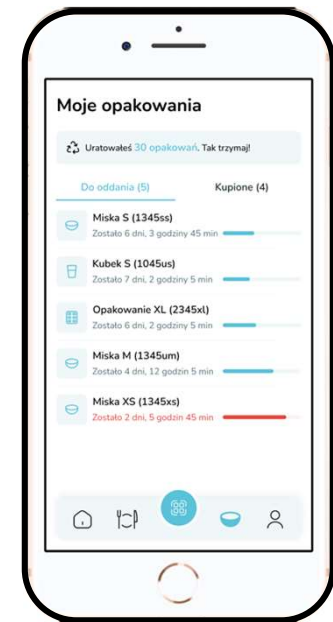 Moje opakowania
Uratowałeś 30 opakowań. Tak trzymaj!
Do oddania (5)
Kupione (4)
Miska S (1345ss)
Zostało 6 dni, 3 godziny 45 min
Kubek S (1045us)
Zostało 7 dni, 2 godziny 5 min
Opakowanie XL (2345xl)
Zostało 6 dni, 2 godziny 5 min
Miska M (1345um)
Zostało 4 dni, 12 godzin 5 min
Miska XS (1345xs)
Zostało 2 dni, 5 godzin 45 min